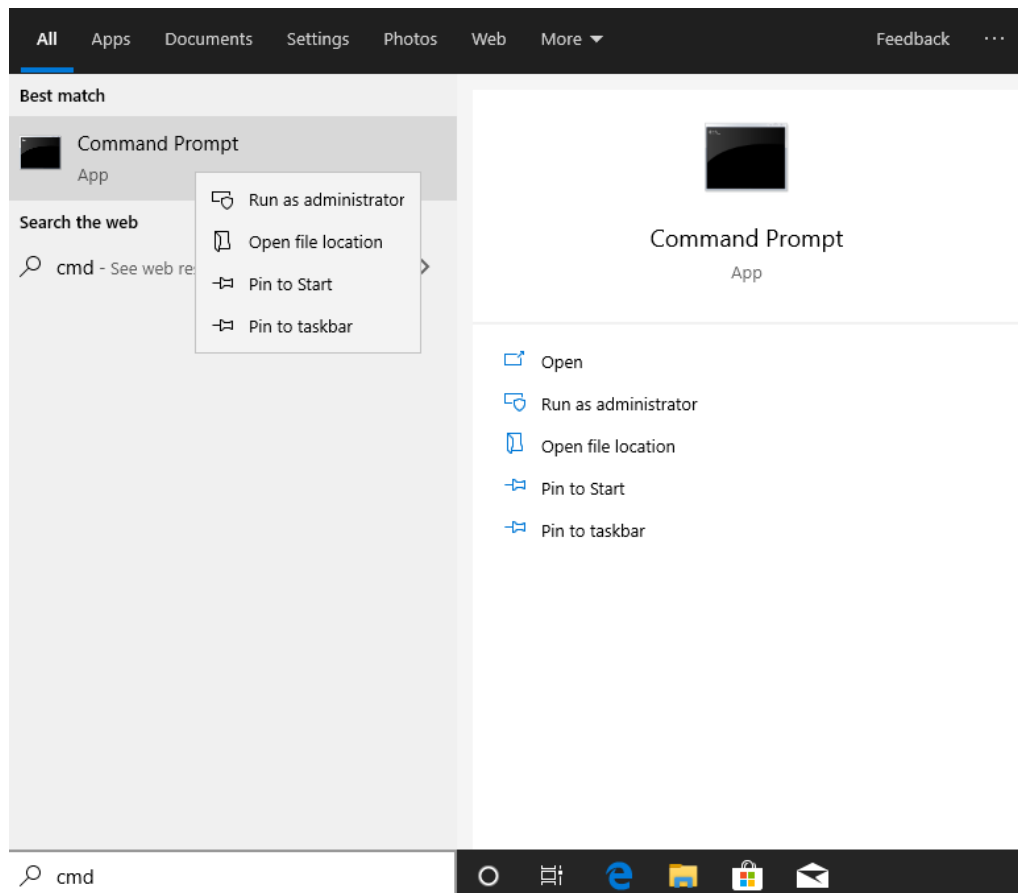 All Apps Documents Settings Photos Web More Feedback ...
Best match
Command Prompt
App
Run as administrator
Open file location
Pin to Start
Pin to taskbar
Search the web
cmd - See web re
Command Prompt
App
Open
Run as administrator
Open file location
Pin to Start
Pin to taskbar
cmd